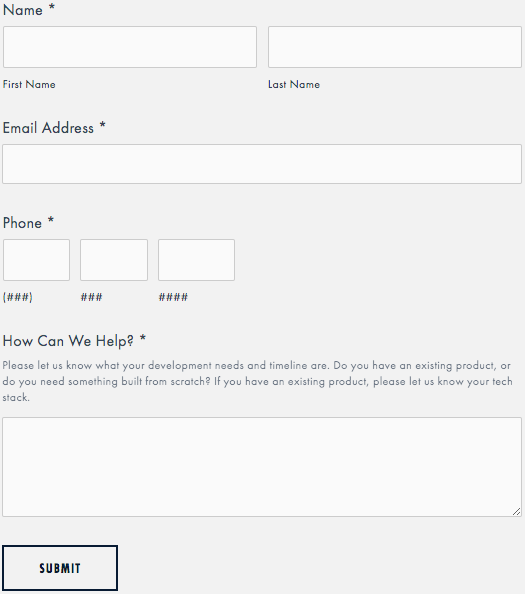 Name *
First Name Last Name
Email Address *
Phone *
(###) ### ####
How Can We Help? *
Please let us know what your development needs and timeline are. Do you have an existing product, or
do you need something built from scratch? If you have an existing product, please let us know your tech
stack.
SUBMIT